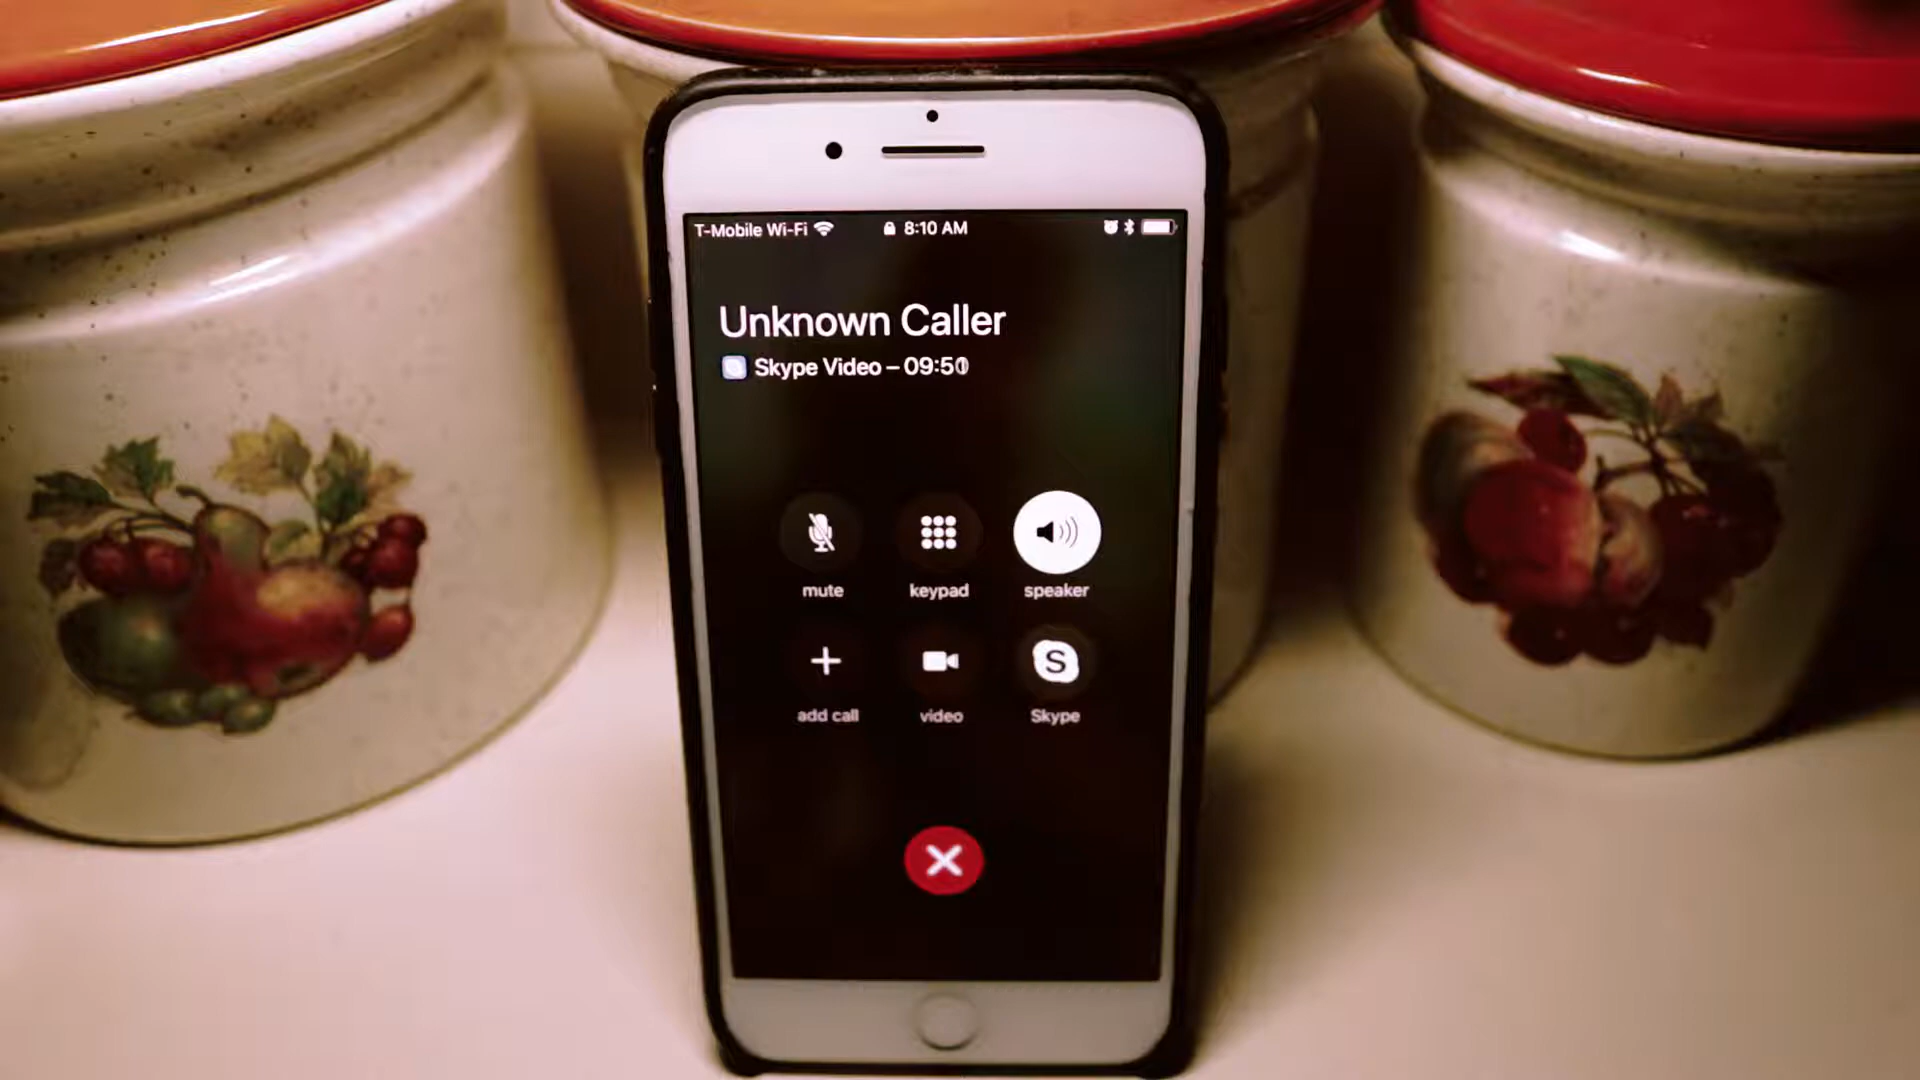 T-Mobile Wi-Fi 8:10 AM
Unknown Caller
Skype Video – 09:50
mute keypad speaker
add call video Skype